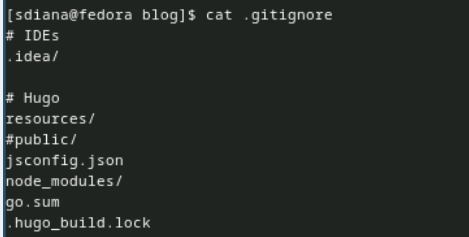 [sdiana@fedora blog]$ cat .gitignore
# IDEs
.idea/

# Hugo
resources/
#public/
jsconfig.json
node_modules/
go.sum
.hugo_build.lock